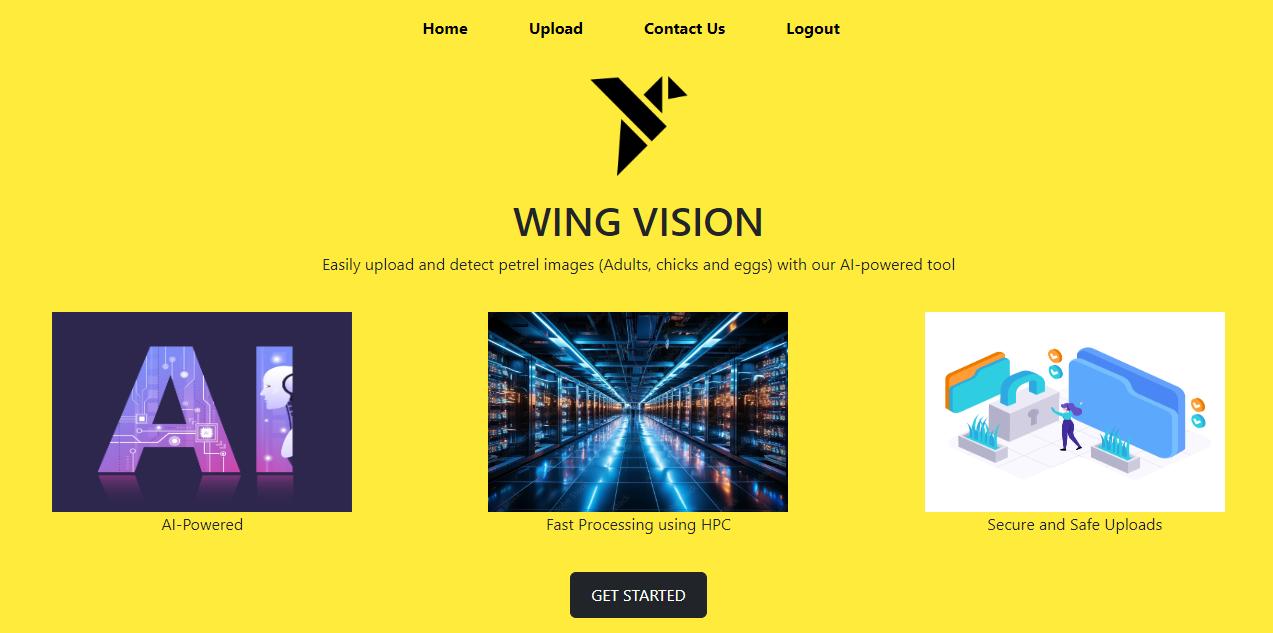 Home Upload Contact Us Logout
WING VISION
Easily upload and detect petrel images (Adults, chicks and eggs) with our AI-powered tool
AI
AI-Powered
Fast Processing using HPC
Secure and Safe Uploads
GET STARTED